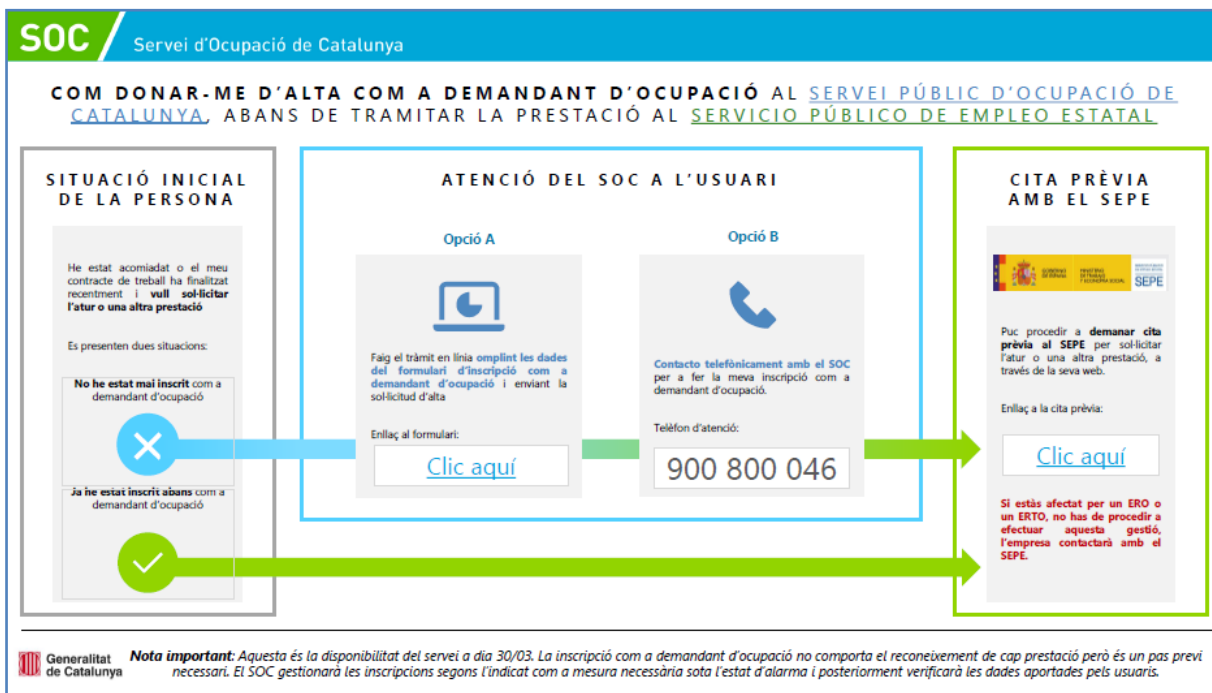 SOC
Servei d'Ocupació de Catalunya
COM DONAR-ME D'ALTA COM A DEMANDANT D'OCUPACIÓ AL SERVEI PÚBLIC D'OCUPACIÓ DE
CATALUNYA, ABANS DE TRAMITAR LA PRESTACIÓ AL SERVICIO PÚBLICO DE EMPLEO ESTATAL
SITUACIÓ INICIAL
DE LA PERSONA
He estat acomiadat o el meu
contracte de treball ha finalitzat
recentment i vull sol·licitar
l'atur o una altra prestació
Es presenten dues situacions:
No he estat mai inscrit com a
demandant d'ocupació
Ja he estat inscrit abans com a
demandant d'ocupació
ATENCIÓ DEL SOC A L'USUARI
Opció A
Faig el tràmit en línia omplint les dades
del formulari d'inscripció com a
demandant d'ocupació i enviant la
sol·licitud d'alta
Enllaç al formulari:
Clic aquí
Opció B
Contacto telefònicament amb el SOC
per a fer la meva inscripció com a
demandant d'ocupació.
Telèfon d'atenció:
900 800 046
CITA PRÈVIA
AMB EL SEPE
GOBIERNO
DE ESPAÑA
MINISTERIO
DE TRABAJO
Y ECONOMÍA SOCIAL
SEPE
Puc procedir a demanar cita
prèvia al SEPE per sol·licitar
l'atur o una altra prestació, a
través de la seva web.
Enllaç a la cita prèvia:
Clic aquí
Si estàs afectat per un ERO o
un ERTO, no has de procedir a
efectuar aquesta gestió,
l'empresa contactarà amb el
SEPE.
Generalitat
de Catalunya
Nota important: Aquesta és la disponibilitat del servei a dia 30/03. La inscripció com a demandant d'ocupació no comporta el reconeixement de cap prestació però és un pas previ
necessari. El SOC gestionarà les inscripcions segons l'indicat com a mesura necessària sota l'estat d'alarma i posteriorment verificarà les dades aportades pels usuaris.